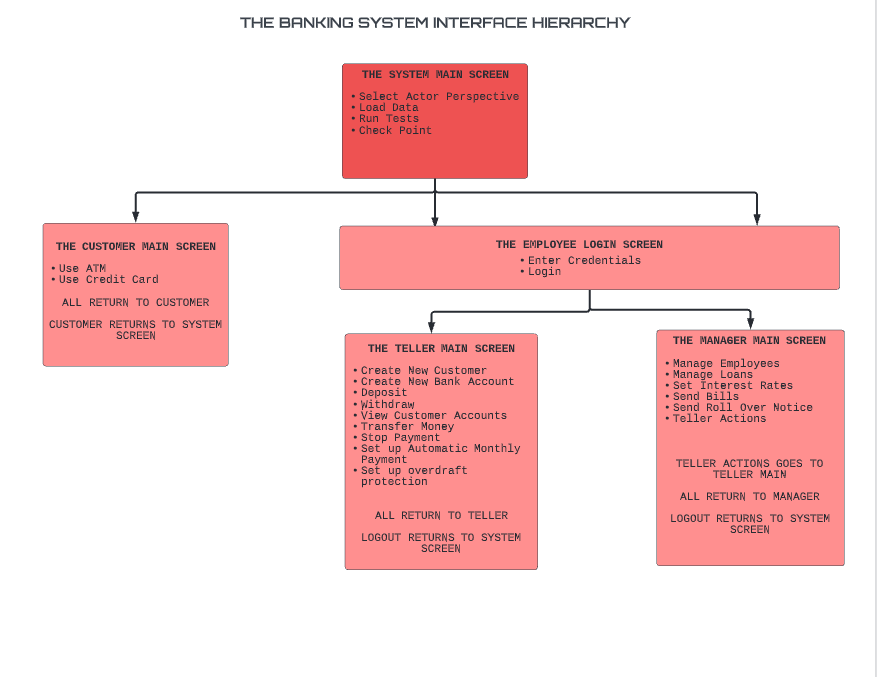 THE BANKING SYSTEM INTERFACE HIERARCHY
THE SYSTEM MAIN SCREEN
• Select Actor Perspective
• Load Data
• Run Tests
• Check Point
THE CUSTOMER MAIN SCREEN
• Use ATM
• Use Credit Card
ALL RETURN TO CUSTOMER
CUSTOMER RETURNS TO SYSTEM
SCREEN
THE EMPLOYEE LOGIN SCREEN
• Enter Credentials
• Login
THE TELLER MAIN SCREEN
• Create New Customer
• Create New Bank Account
• Deposit
• Withdraw
• View Customer Accounts
• Transfer Money
• Stop Payment
• Set up Automatic Monthly
Payment
• Set up overdraft
protection
ALL RETURN TO TELLER
LOGOUT RETURNS TO SYSTEM
SCREEN
THE MANAGER MAIN SCREEN
• Manage Employees
• Manage Loans
• Set Interest Rates
• Send Bills
• Send Roll Over Notice
• Teller Actions
TELLER ACTIONS GOES TO
TELLER MAIN
ALL RETURN TO MANAGER
LOGOUT RETURNS TO SYSTEM
SCREEN